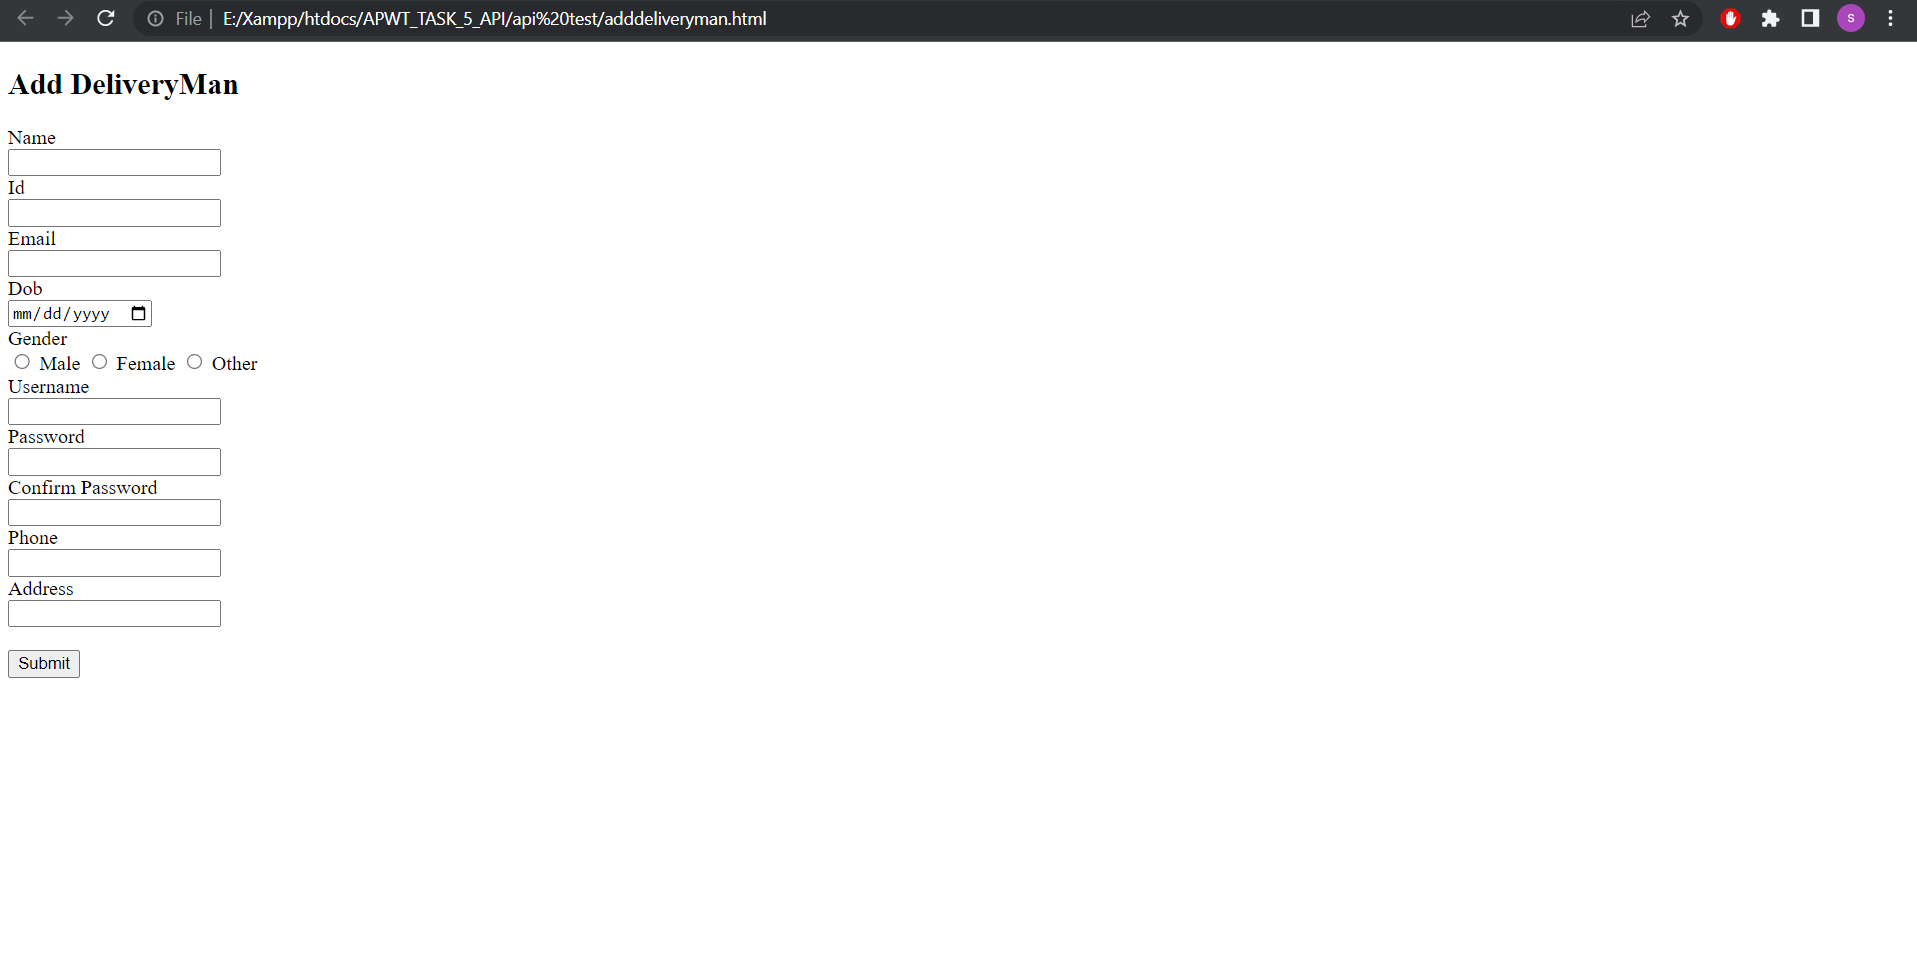 File | E:/Xampp/htdocs/APWT_TASK_5_API/api%20test/adddeliveryman.html
S
Add DeliveryMan
Name
Id
Email
Dob
mm/dd/yyyy
Gender
Male Female Other
Username
Password
Confirm Password
Phone
Address
Submit